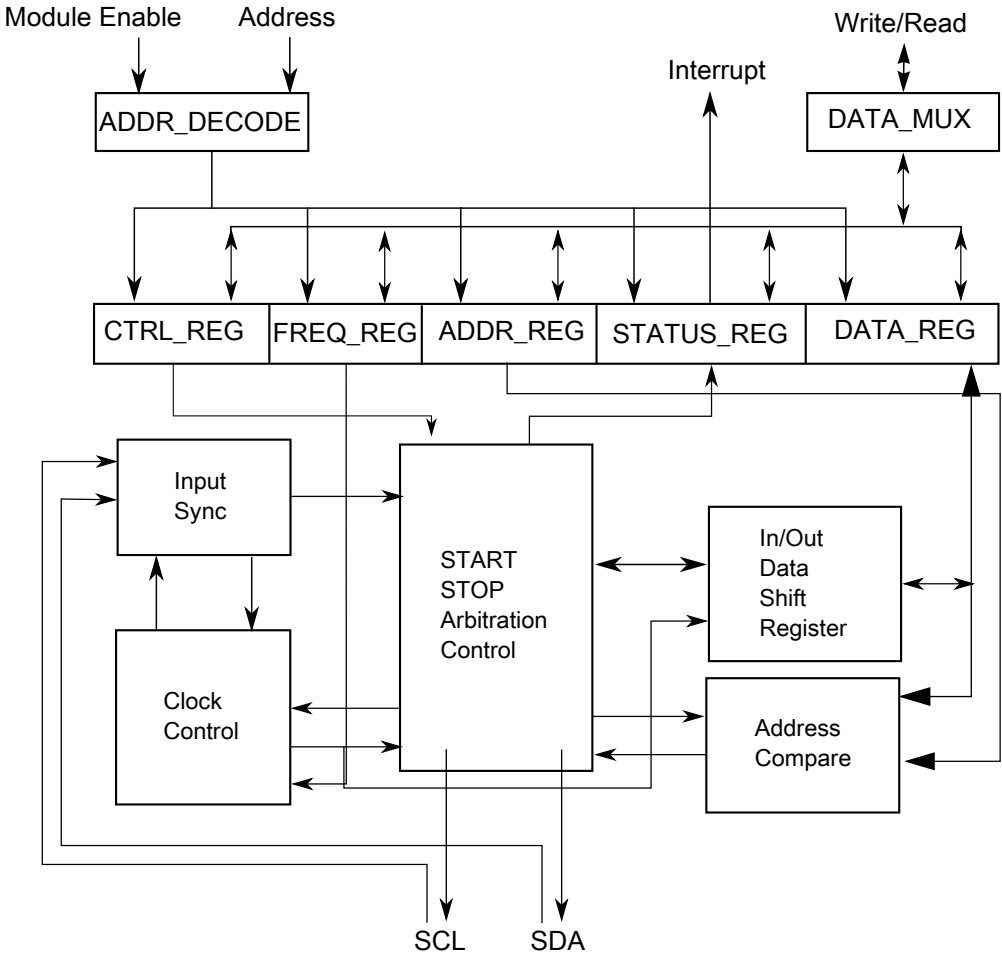 Module Enable
Address
Write/Read
Interrupt
ADDR_DECODE
DATA_MUX
CTRL_REG
FREQ_REG
ADDR_REG
STATUS_REG
DATA_REG
Input
Sync
START
STOP
Arbitration
Control
In/Out
Data
Shift
Register
Clock
Control
Address
Compare
SCL
SDA